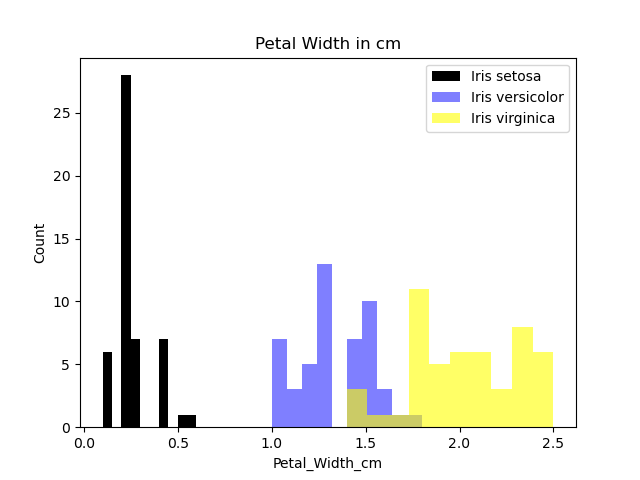 Petal Width in cm
Iris setosa
Iris versicolor
Iris virginica
25
20
15
10
5
0
Count
0.0 0.5 1.0 1.5 2.0 2.5
Petal_Width_cm